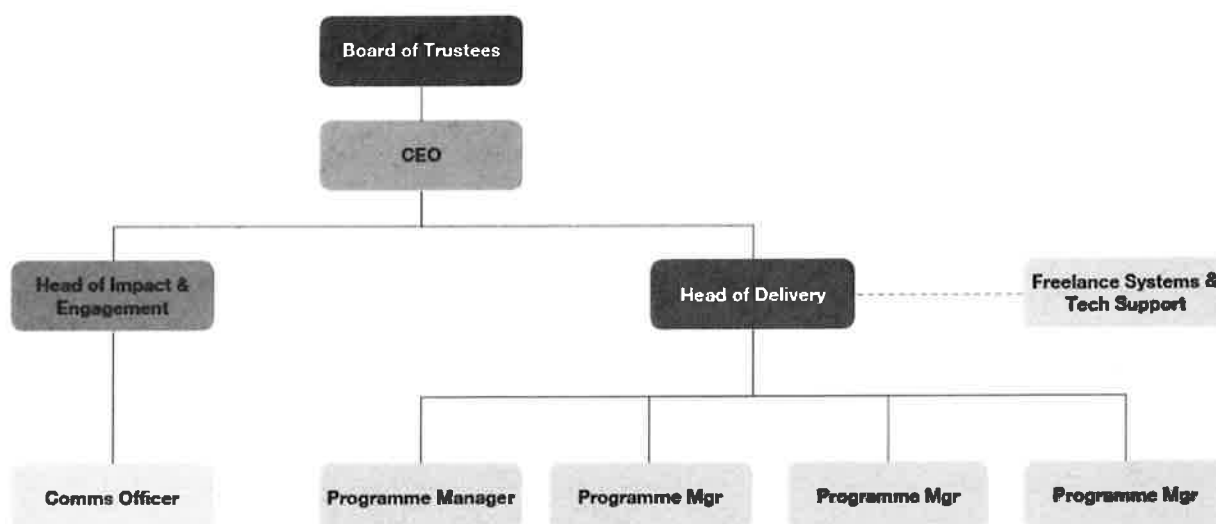 Board of Trustees
CEO
Head of Impact &
Engagement
Head of Delivery
Freelance Systems &
Tech Support
Comms Officer
Programme Manager
Programme Mgr
Programme Mgr
Programme Mgr